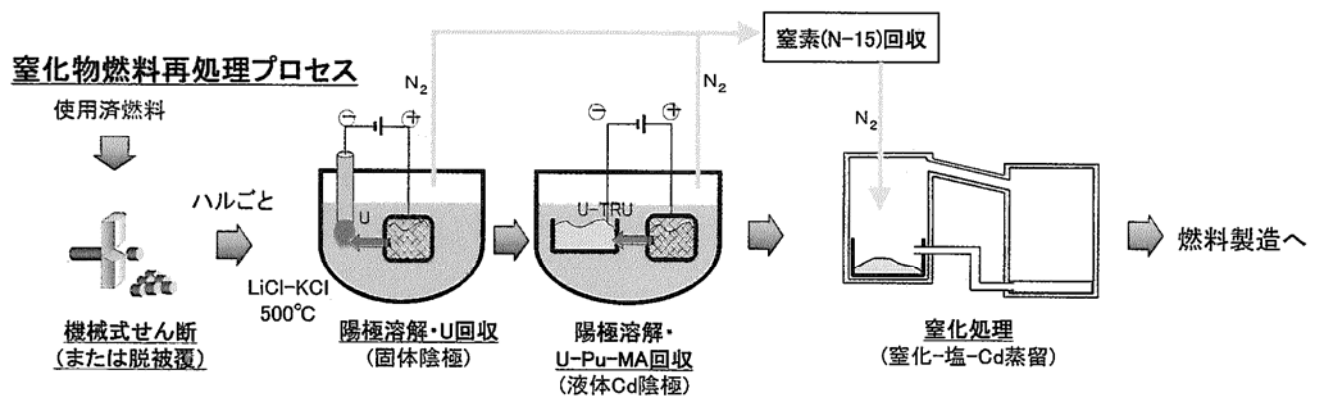 窒化物燃料再処理プロセス
使用済燃料
ハルごと
機械式せん断
(または脱被覆)
LiCl-KCl
500℃
⊖
⊕
U
N₂
陽極溶解・U回収
(固体陰極)
⊖
⊕
U-TRU
N₂
陽極溶解・
U-Pu-MA回収
(液体Cd陰極)
窒素(N-15)回収
N₂
窒化処理
(窒化-塩-Cd蒸留)
燃料製造へ